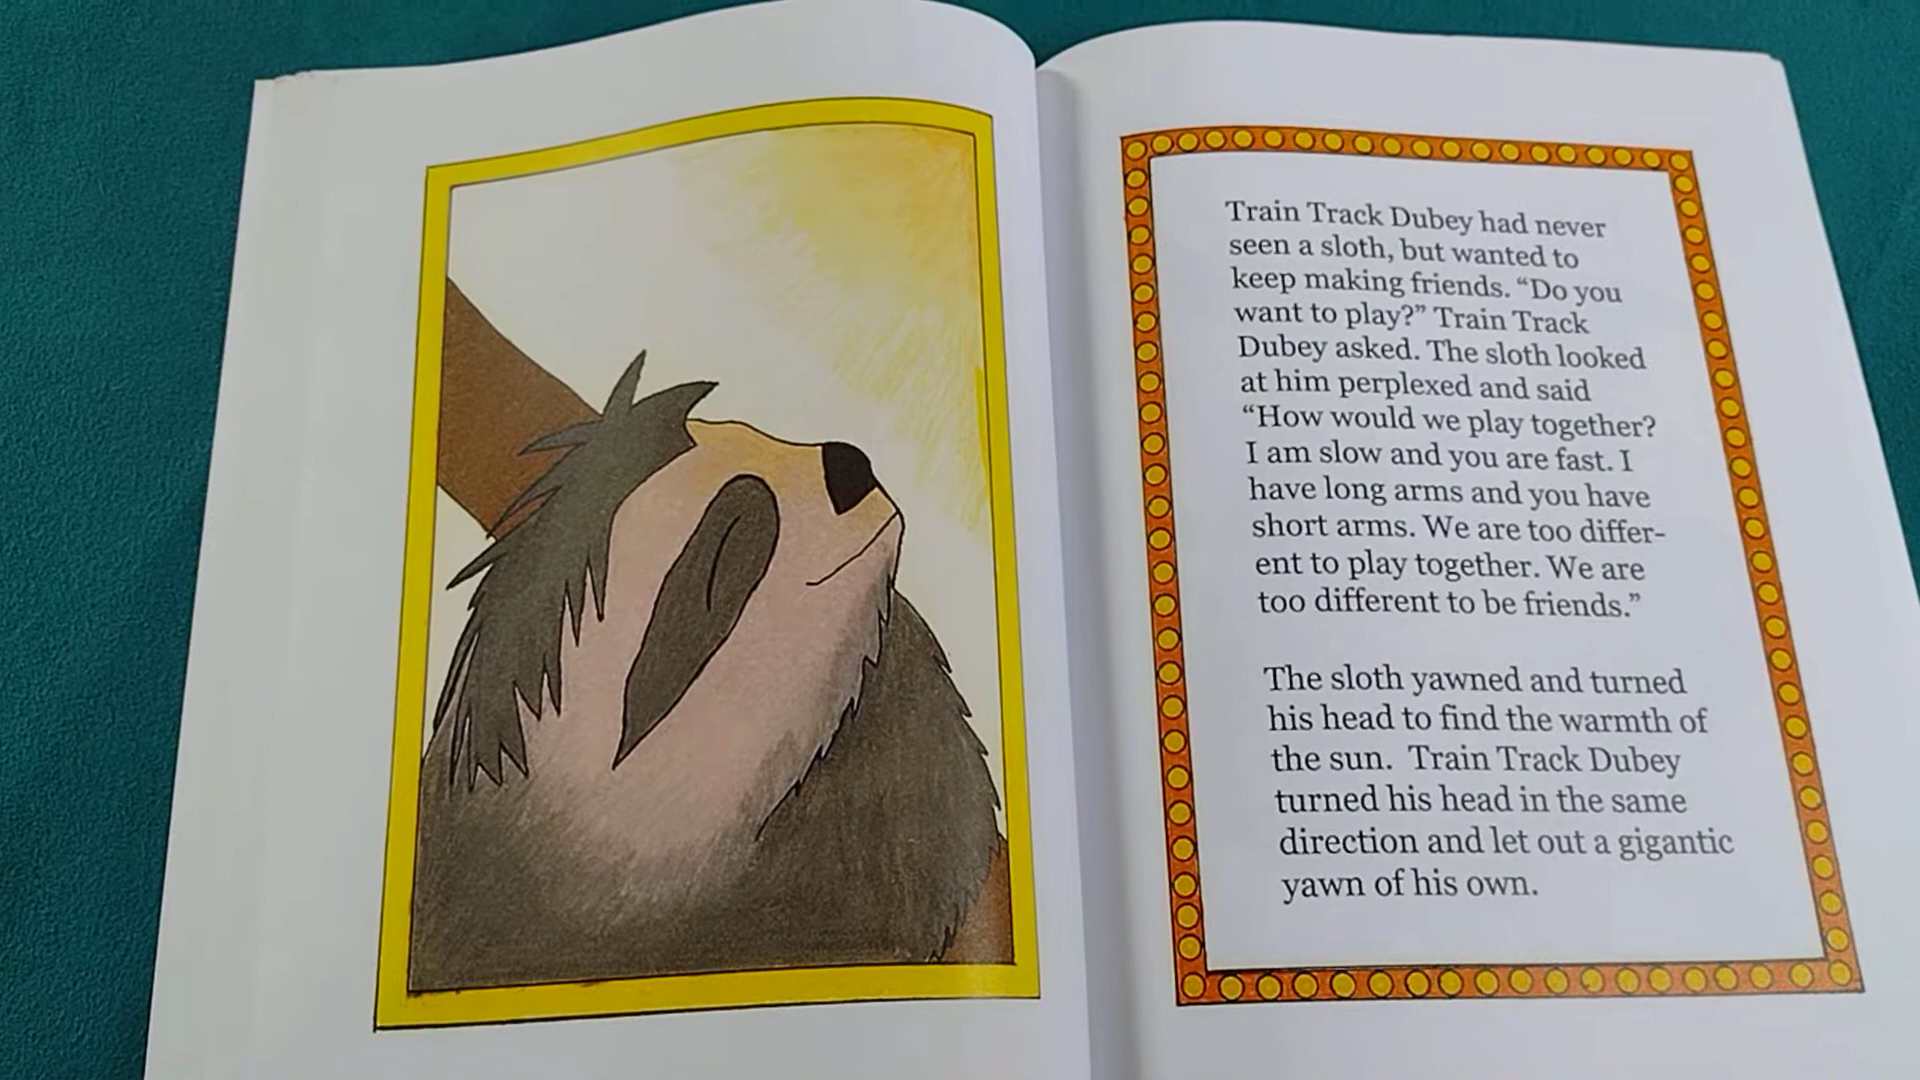 Train Track Dubey had never
seen a sloth, but wanted to
keep making friends. “Do you
want to play?” Train Track
Dubey asked. The sloth looked
at him perplexed and said
“How would we play together?
I am slow and you are fast. I
have long arms and you have
short arms. We are too differ-
ent to play together. We are
too different to be friends.”
The sloth yawned and turned
his head to find the warmth of
the sun.  Train Track Dubey
turned his head in the same
direction and let out a gigantic
yawn of his own.